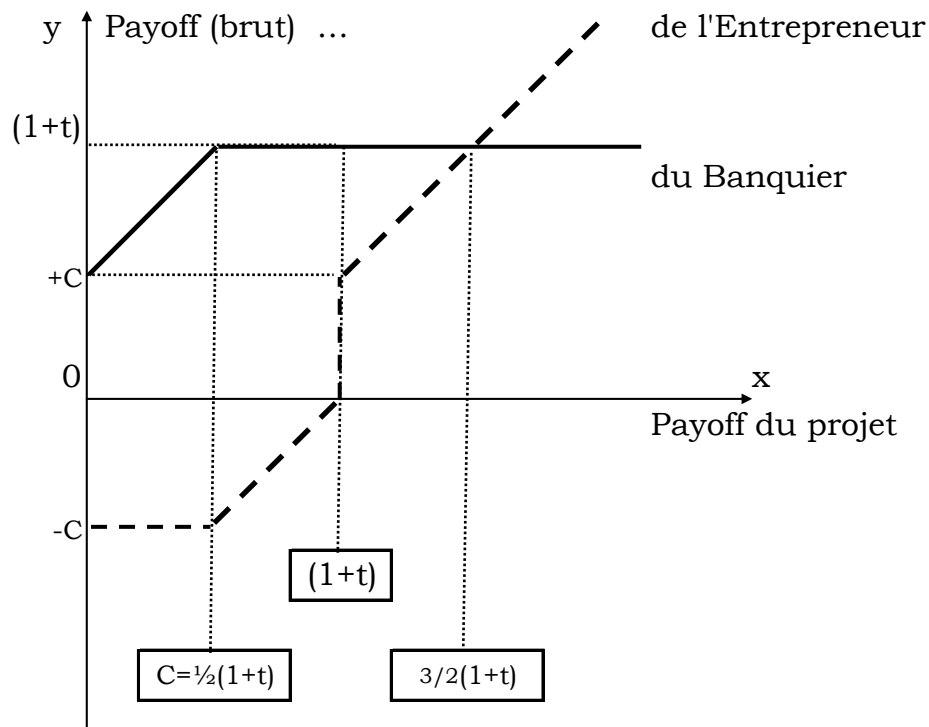 y Payoff (brut) … de l'Entrepreneur
(1+t)
du Banquier
+C
0
x
Payoff du projet
-C
(1+t)
C=½(1+t) 3/2(1+t)